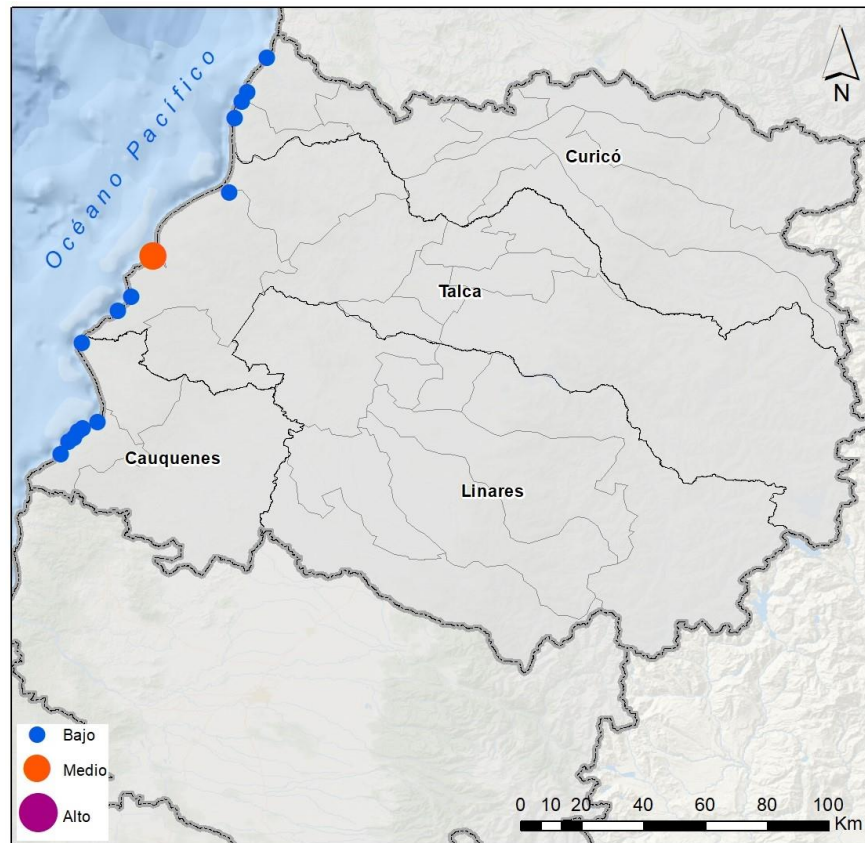 Océano Pacífico
N
Curicó
Talca
Cauquenes
Linares
Bajo
Medio
Alto
0 10 20 40 60 80 100
Km